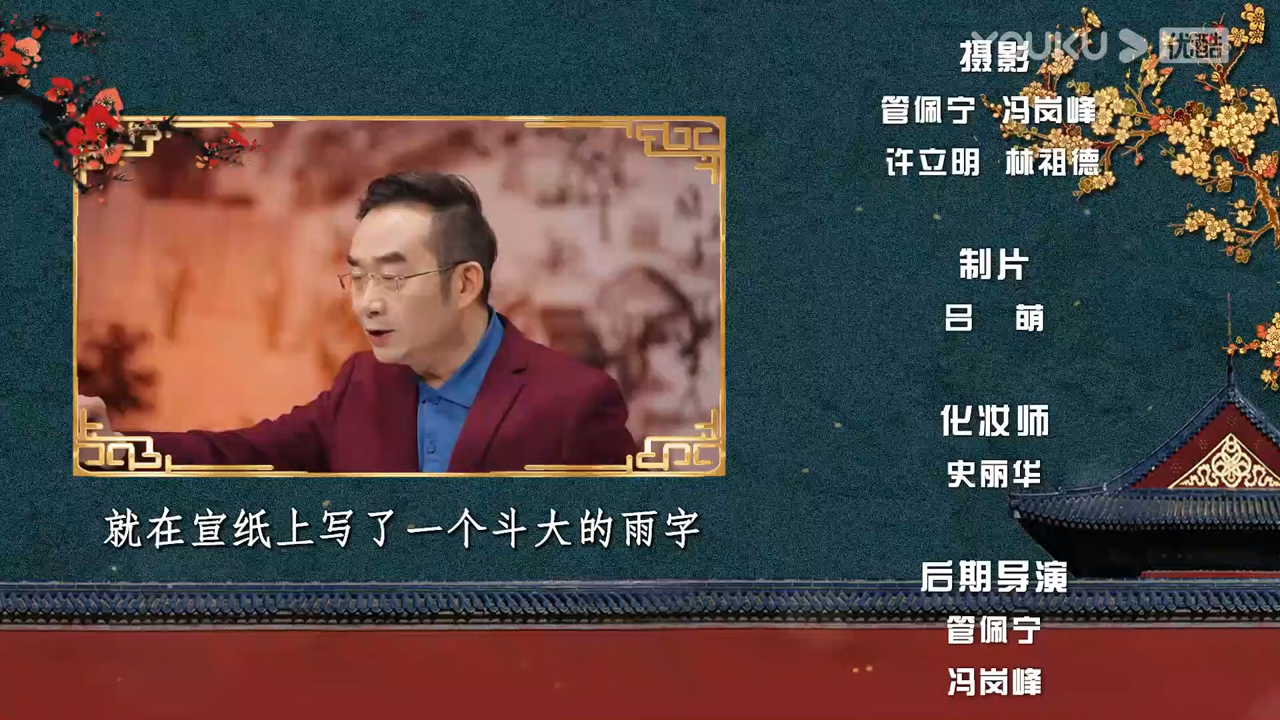 YOUKU 优酷
摄影
管佩宁 冯岗峰
许立明 林祖德
制片
吕 萌
化妆师
史丽华
后期导演
管佩宁
冯岗峰
就在宣纸上写了一个斗大的雨字